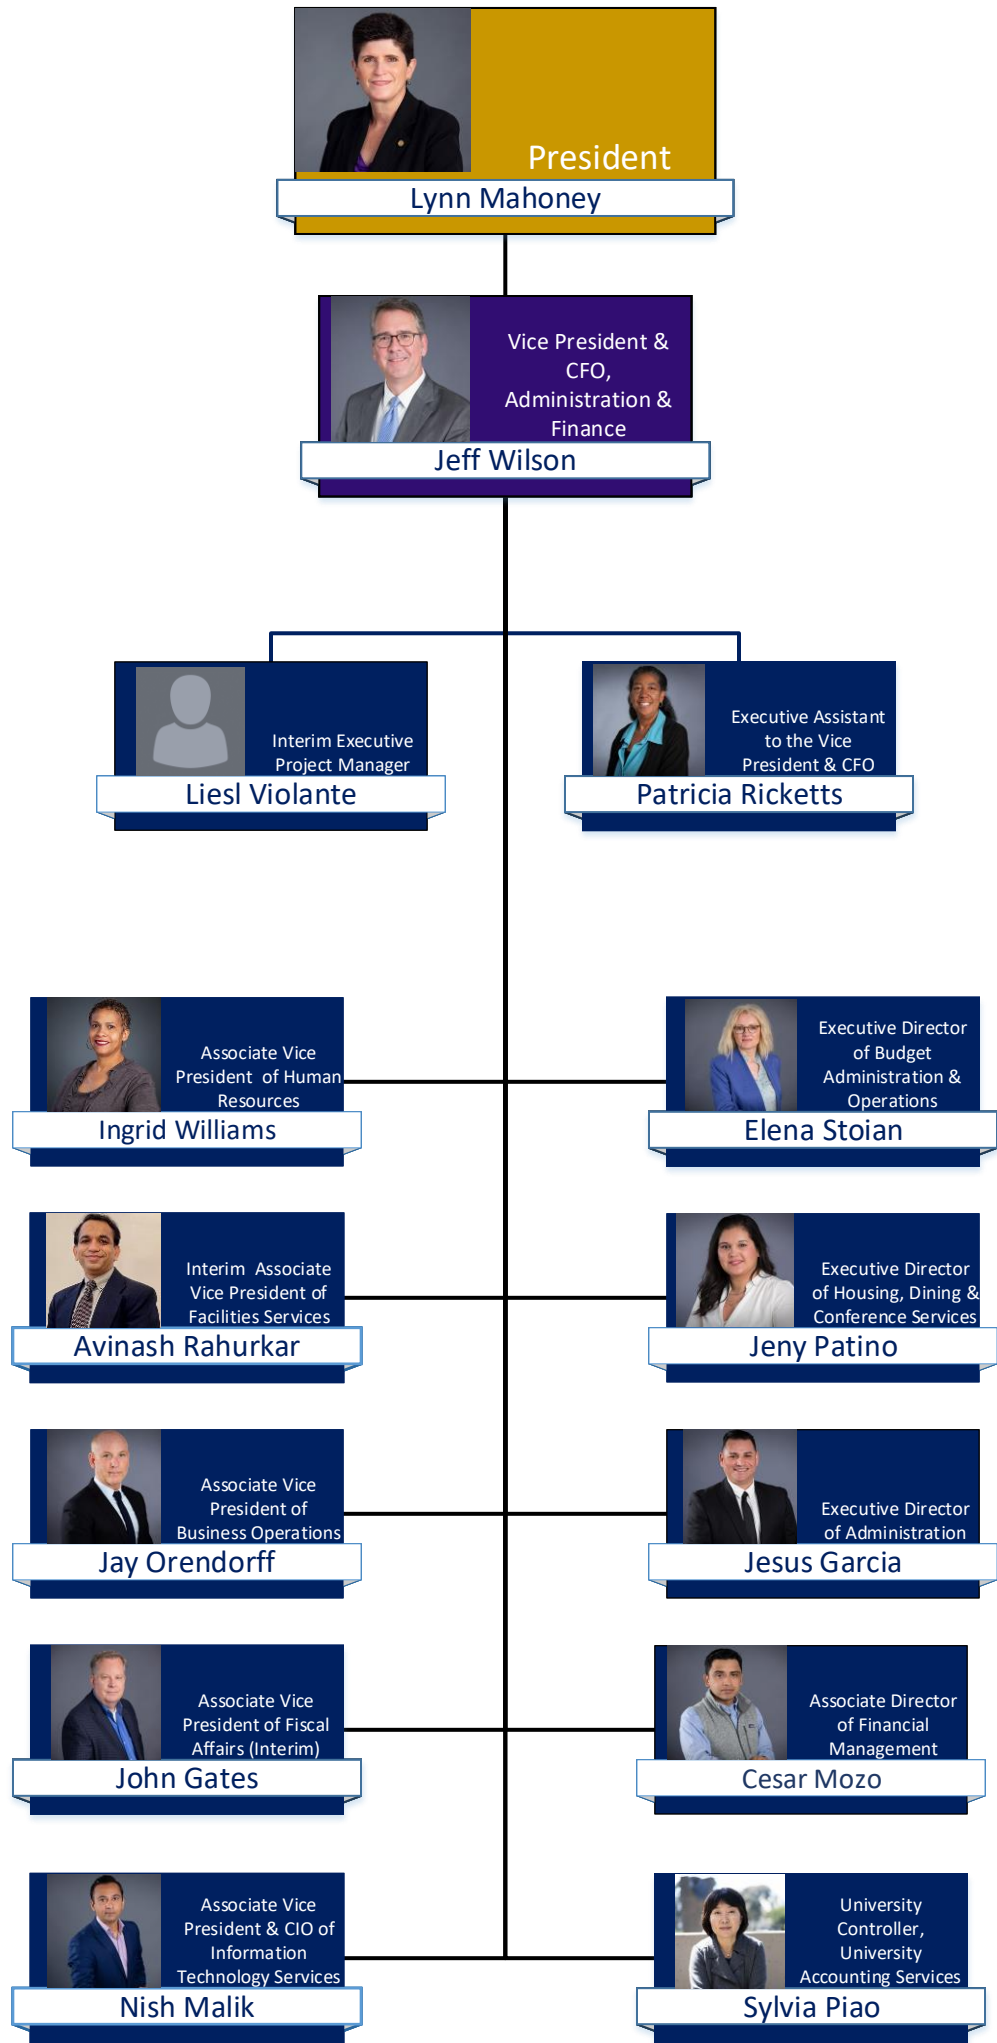 President
Lynn Mahoney
Vice President &
CFO,
Administration &
Finance
Jeff Wilson
Interim Executive
Project Manager
Liesl Violante
Executive Assistant
to the Vice
President & CFO
Patricia Ricketts
Associate Vice
President of Human
Resources
Ingrid Williams
Executive Director
of Budget
Administration &
Operations
Elena Stoian
Interim Associate
Vice President of
Facilities Services
Avinash Rahurkar
Executive Director
of Housing, Dining &
Conference Services
Jeny Patino
Associate Vice
President of
Business Operations
Jay Orendorff
Executive Director
of Administration
Jesus Garcia
Associate Vice
President of Fiscal
Affairs (Interim)
John Gates
Associate Director
of Financial
Management
Cesar Mozo
Associate Vice
President & CIO of
Information
Technology Services
Nish Malik
University
Controller,
University
Accounting Services
Sylvia Piao